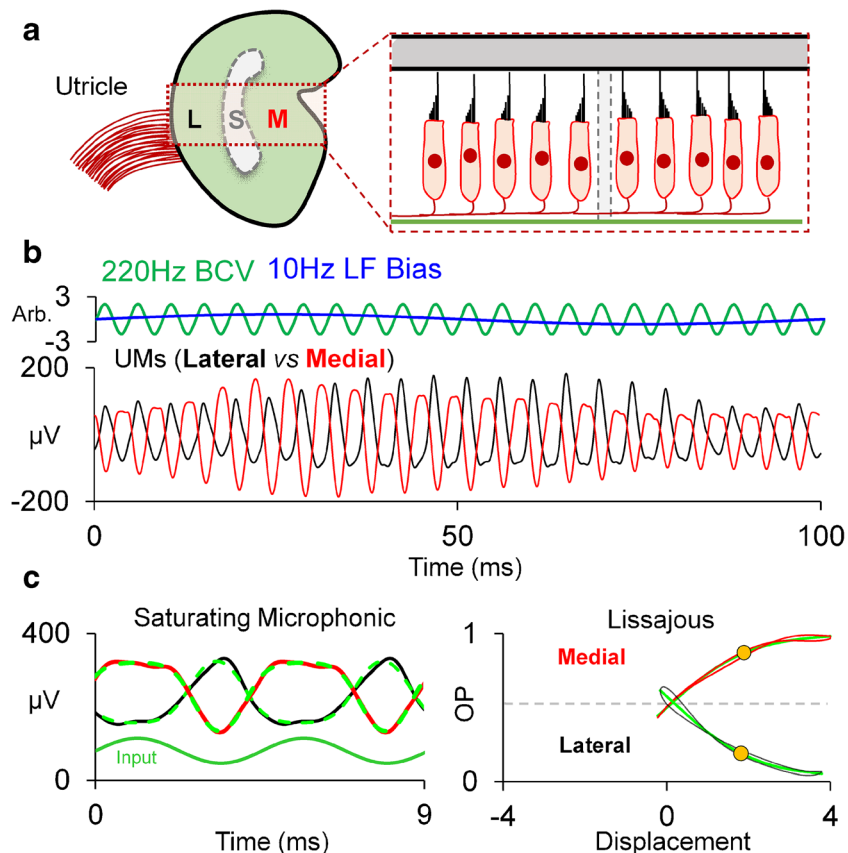 a
Utricle
L S M
b
220Hz BCV 10Hz LF Bias
3
Arb.
-3
UMs (Lateral vs Medial)
200
µV
-200
0 50 100
Time (ms)
c
Saturating Microphonic
400
µV
Input
0
0 9
Time (ms)
Lissajous
1
Medial
OP
Lateral
0
-4 0 4
Displacement